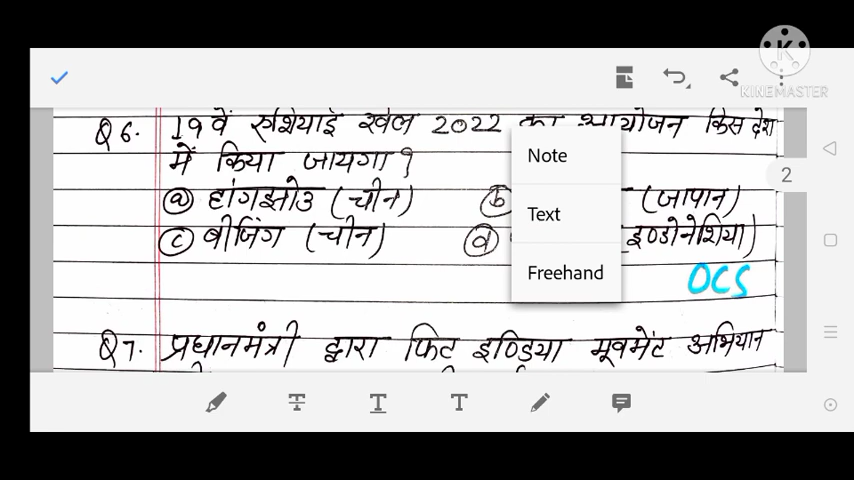 KINEMASTER
Q6. 19वें एशियाई खेल 2022 का आयोजन किस देश
में किया जायगा?
(a) हांगझोउ (चीन) (b) (जापान)
(c) बीजिंग (चीन) (d) (इण्डोनेशिया)
OCS
Q7. प्रधानमंत्री द्वारा फिट इण्डिया मूवमेंट अभियान
Note
Text
Freehand
2